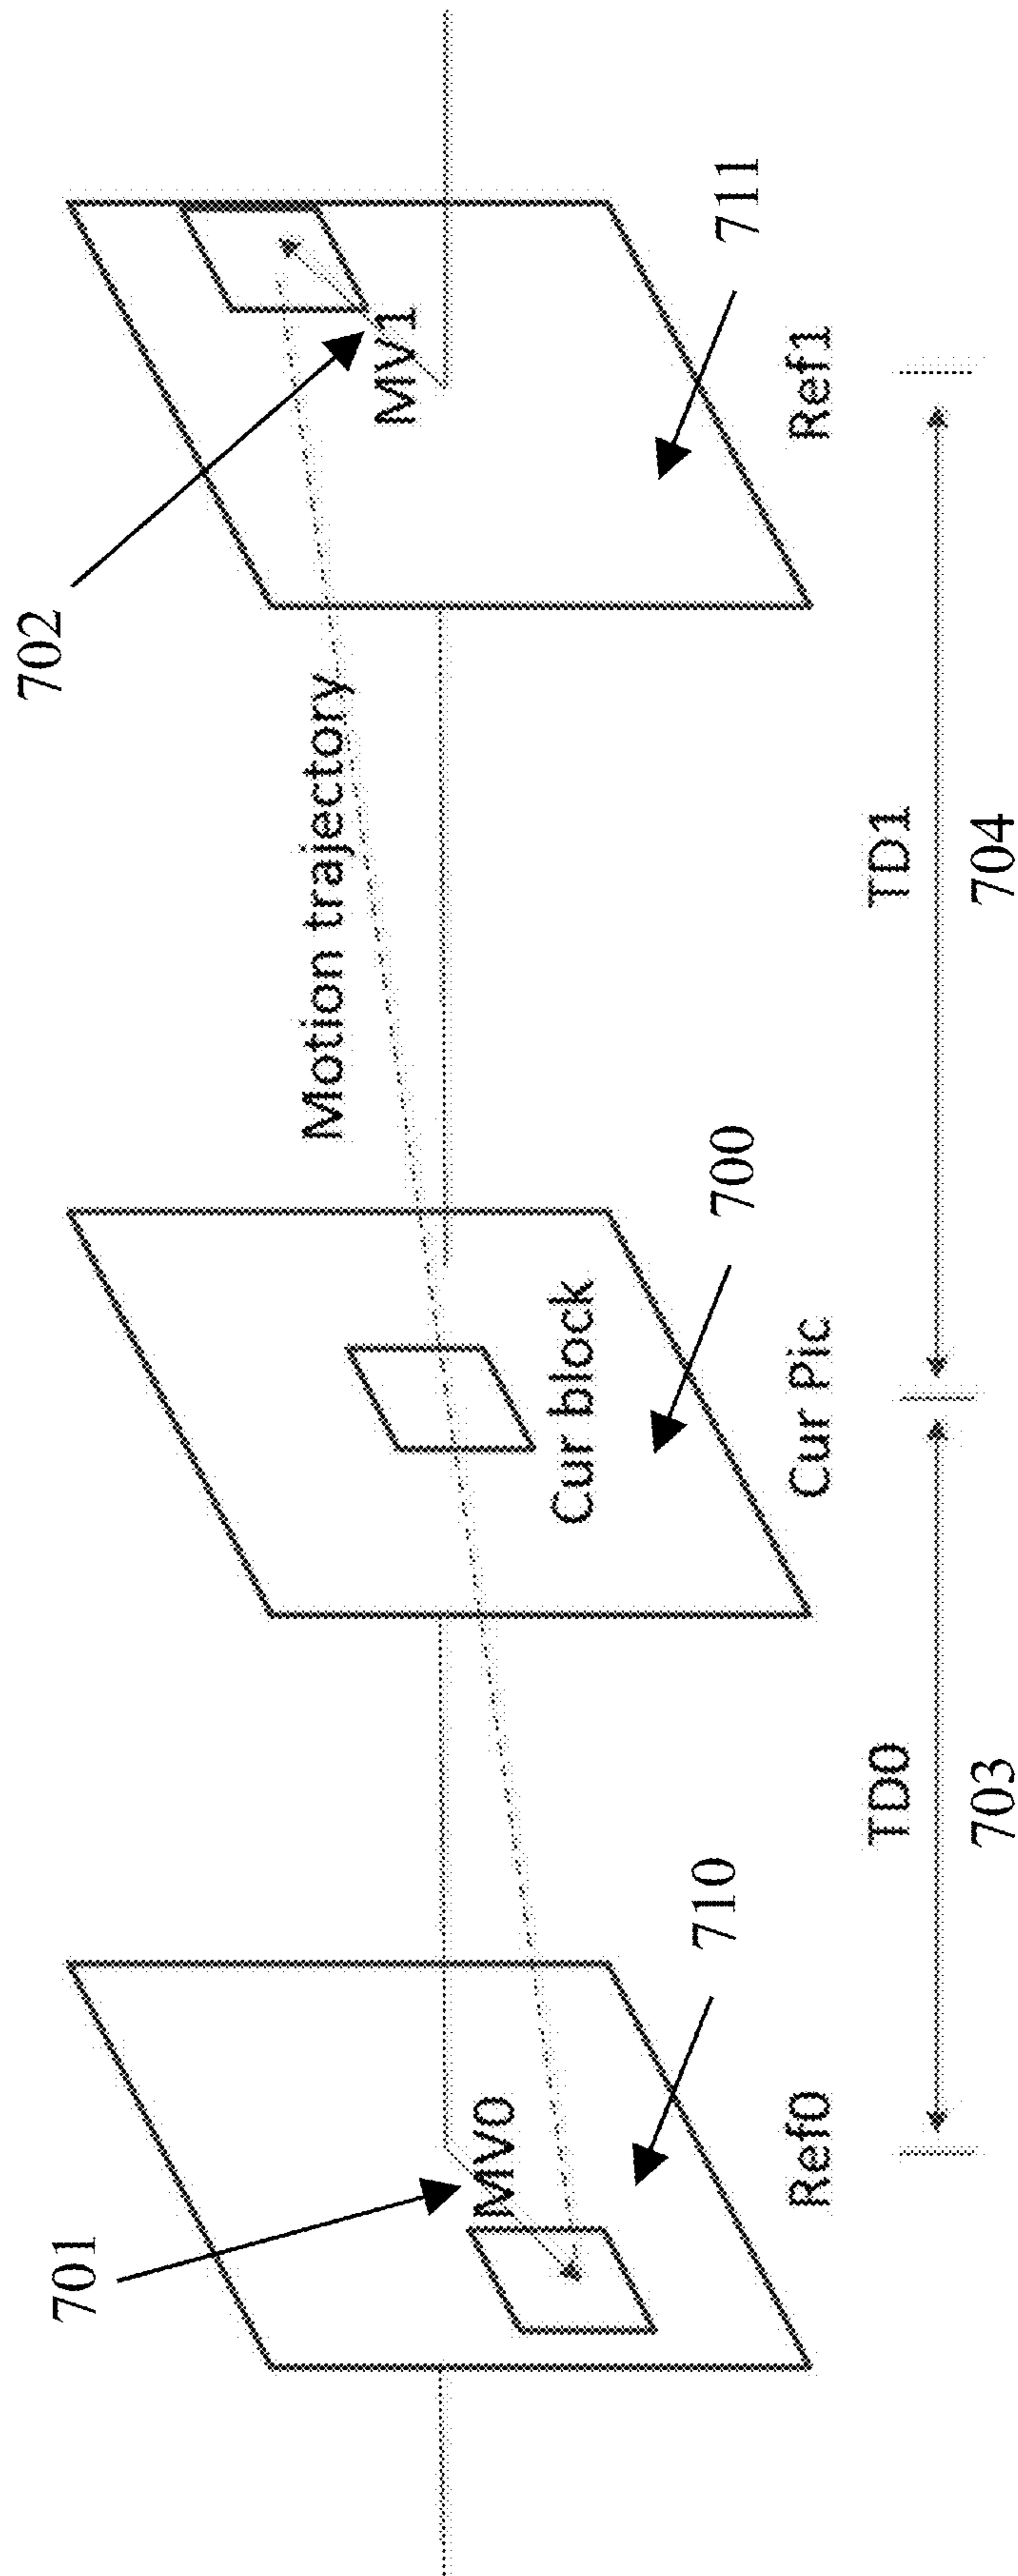 702
701
Motion trajectory
MV1
MV0
Cur block
711
700
710
Ref0
Cur Pic
Ref1
TD0
TD1
703
704